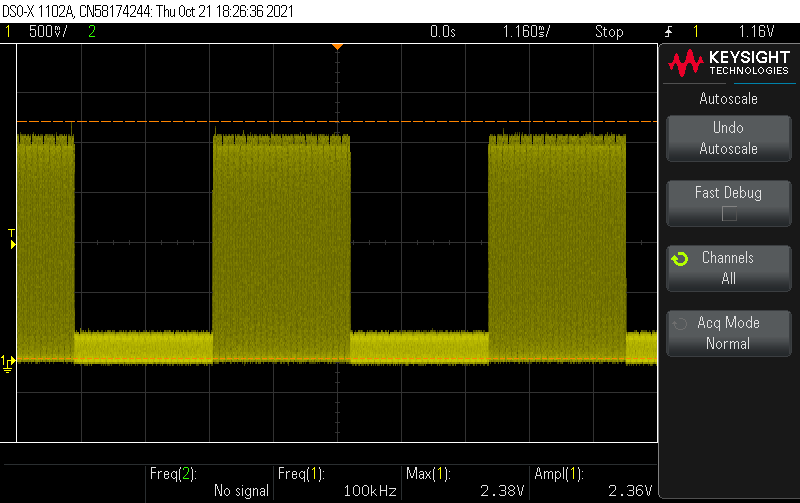 DSO-X 1102A, CN58174244: Thu Oct 21 18:26:36 2021
1 500mV/ 2 0.0s 1.160ms/ Stop 1 1.16V
KEYSIGHT
TECHNOLOGIES
Autoscale
Undo
Autoscale
Fast Debug
T
Channels
All
Acq Mode
Normal
1
Freq(2): Freq(1): Max(1): Ampl(1):
No signal 100kHz 2.38V 2.36V